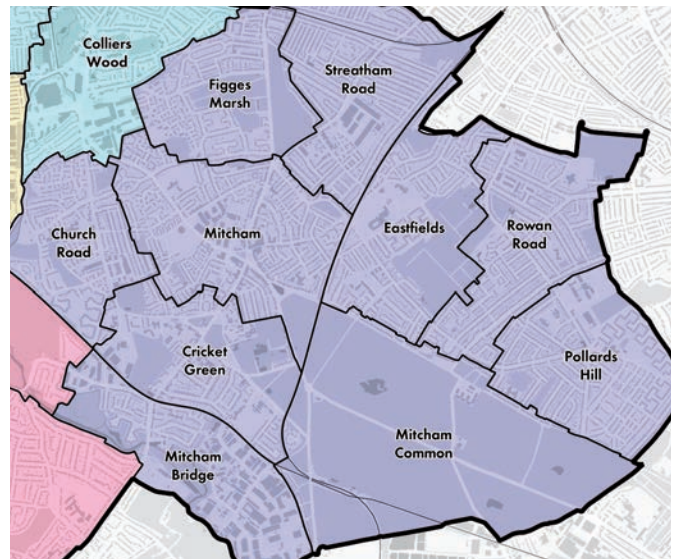 Colliers
Wood
Figges
Marsh
Streatham
Road
Church
Road
Mitcham
Eastfields
Rowan
Road
Cricket
Green
Pollards
Hill
Mitcham
Bridge
Mitcham
Common